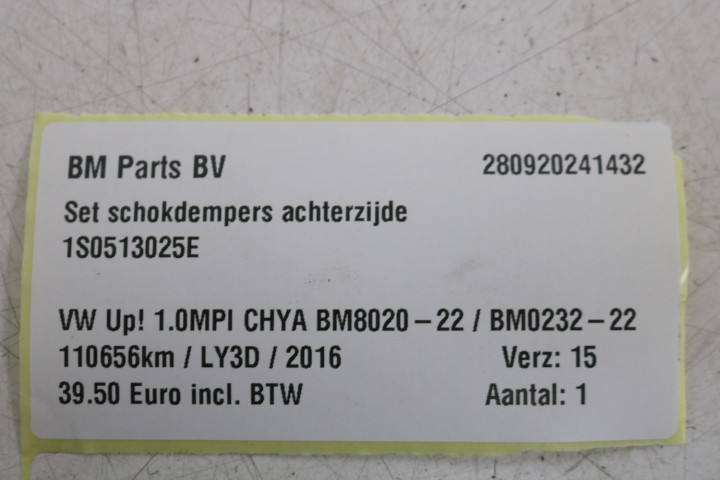 BM Parts BV 280920241432
Set schokdempers achterzijde
1S0513025E
VW Up! 1.0MPI CHYA BM8020-22 / BM0232-22
110656km / LY3D / 2016 Verz: 15
39.50 Euro incl. BTW Aantal: 1